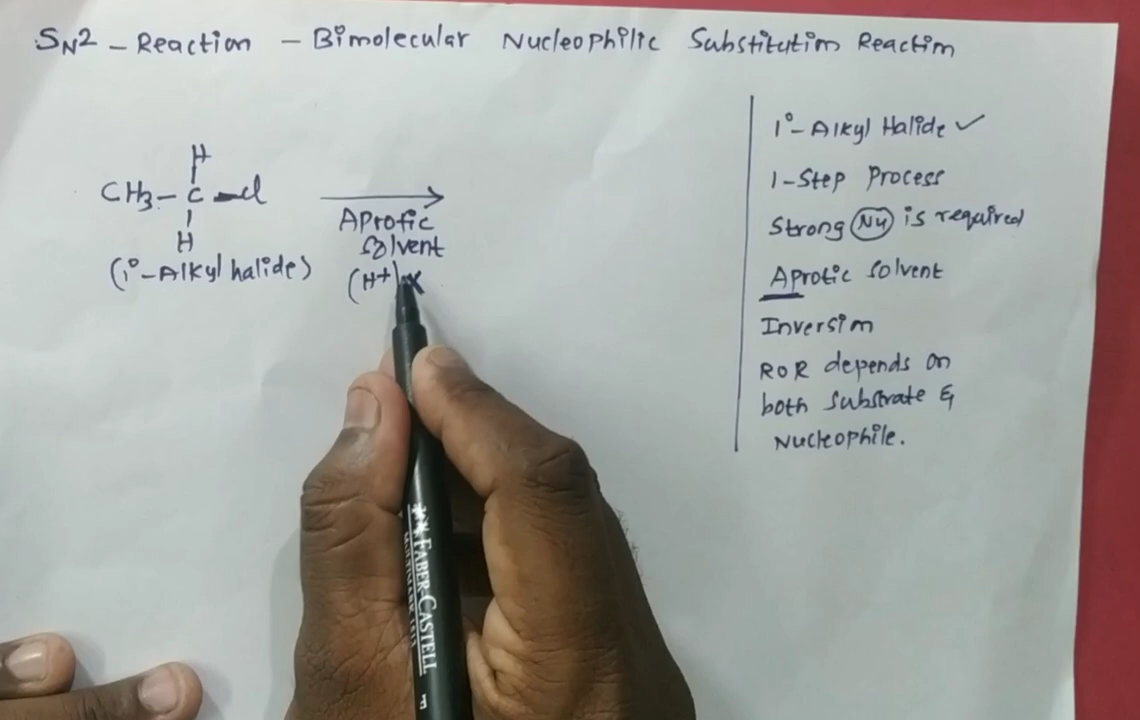 SN2 - Reaction - Bimolecular Nucleophilic Substitution Reaction
H
CH3 - C - Cl
H
(1°-Alkyl halide)
Aprotic
Solvent
(H+) x
1°- Alkyl Halide ✓
1-Step Process
Strong Nu is required
Aprotic Solvent
Inversion
ROR depends on
both Substrate &
Nucleophile.
FABER-CASTELL